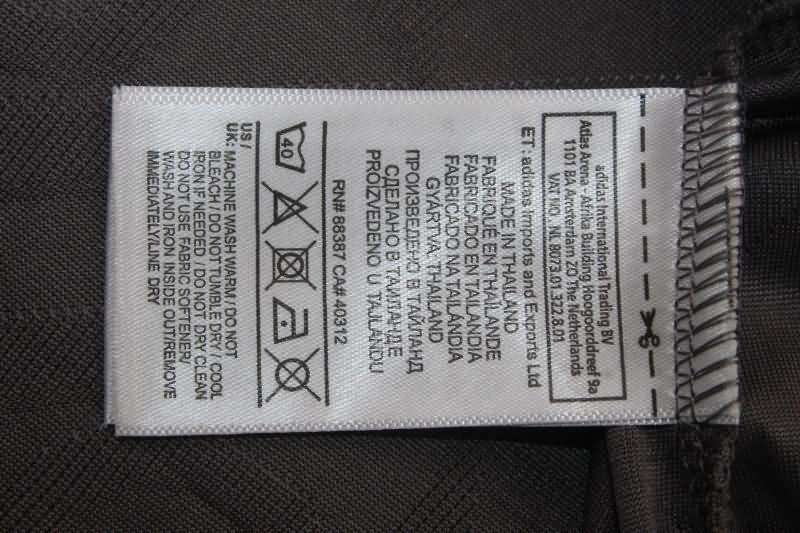 adidas International Trading BV
Atlas Arena - Afrika Building Hoogoorddreef 9a
1101 BA Amsterdam ZO The Netherlands
VAT NO. NL 8073.01.322.B.01
ET: adidas Imports and Exports Ltd
MADE IN THAILAND
FABRIQUÉ EN THAÏLANDE
FABRICADO EN TAILANDIA
FABRICADO NA TAILÂNDIA
GYÁRTVA: THAILAND
ПРОИЗВЕДЕНО В ТАЙЛАНД
СДЕЛАНО В ТАИЛАНДЕ
PROIZVEDENO U TAJLANDU
RN# 88387 CA# 40312
40
US /
UK: MACHINE WASH WARM / DO NOT
BLEACH / DO NOT TUMBLE DRY / COOL
IRON IF NEEDED / DO NOT DRY CLEAN
DO NOT USE FABRIC SOFTENER/
WASH AND IRON INSIDE OUT/REMOVE
IMMEDIATELY/LINE DRY